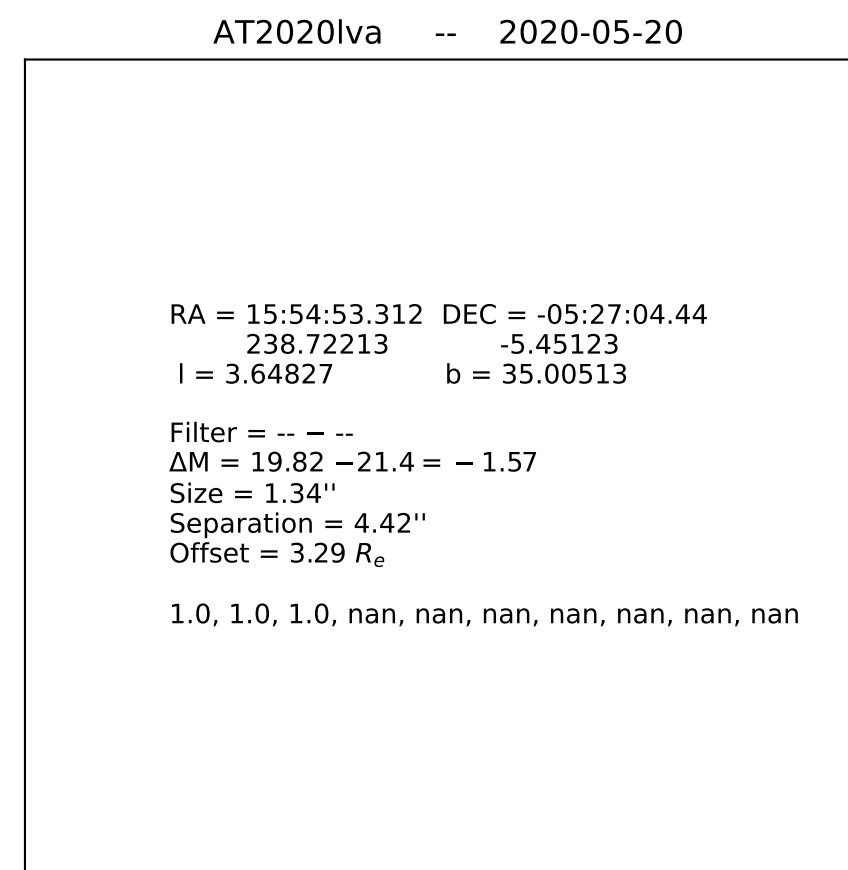 AT2020lva -- 2020-05-20
RA = 15:54:53.312 DEC = -05:27:04.44
238.72213 -5.45123
l = 3.64827 b = 35.00513
Filter = -- − --
ΔM = 19.82 −21.4 = − 1.57
Size = 1.34''
Separation = 4.42''
Offset = 3.29 Re
1.0, 1.0, 1.0, nan, nan, nan, nan, nan, nan, nan